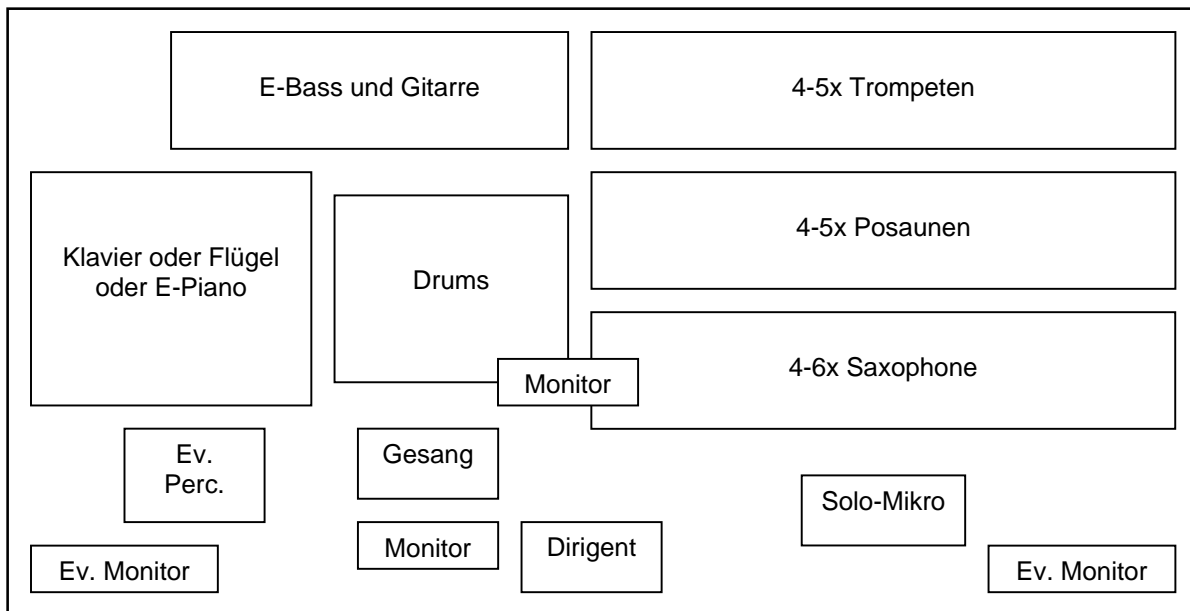 E-Bass und Gitarre
4-5x Trompeten
Klavier oder Flügel
oder E-Piano
Drums
4-5x Posaunen
Monitor
4-6x Saxophone
Ev.
Perc.
Gesang
Solo-Mikro
Ev. Monitor
Monitor
Dirigent
Ev. Monitor